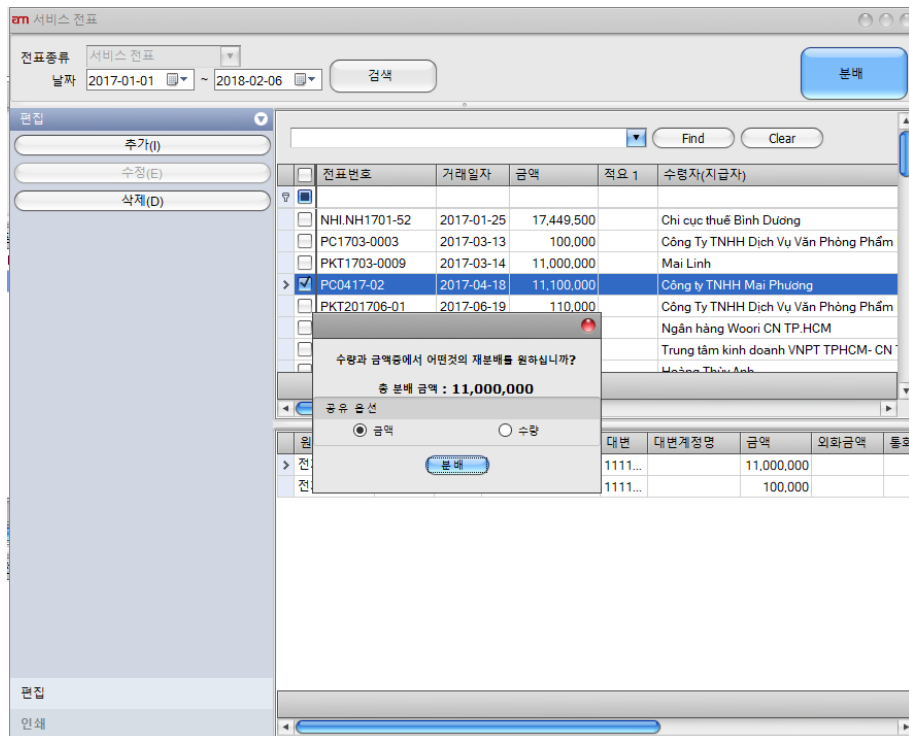 am 서비스 전표
전표종류 서비스 전표
날짜 2017-01-01 ~ 2018-02-06 검색 분배
편집
추가(I)
수정(E)
삭제(D)
Find Clear
전표번호 거래일자 금액 적요 1 수령자(지급자)
NHI.NH1701-52 2017-01-25 17,449,500 Chi cục thuế Bình Dương
PC1703-0003 2017-03-13 100,000 Công Ty TNHH Dịch Vụ Văn Phòng Phẩm
PKT1703-0009 2017-03-14 11,000,000 Mai Linh
PC0417-02 2017-04-18 11,100,000 Công ty TNHH Mai Phương
PKT201706-01 2017-06-19 110,000 Công Ty TNHH Dịch Vụ Văn Phòng Phẩm
Ngân hàng Woori CN TP.HCM
Trung tâm kinh doanh VNPT TPHCM- CN
Hoàng Thùy Anh
수량과 금액중에서 어떤것의 재분배를 원하십니까?
총 분배 금액 : 11,000,000
공유 옵션
금액 수량
분배
원 대변 대변계정명 금액 외화금액 통화
전 1111... 11,000,000
전 1111... 100,000
편집
인쇄